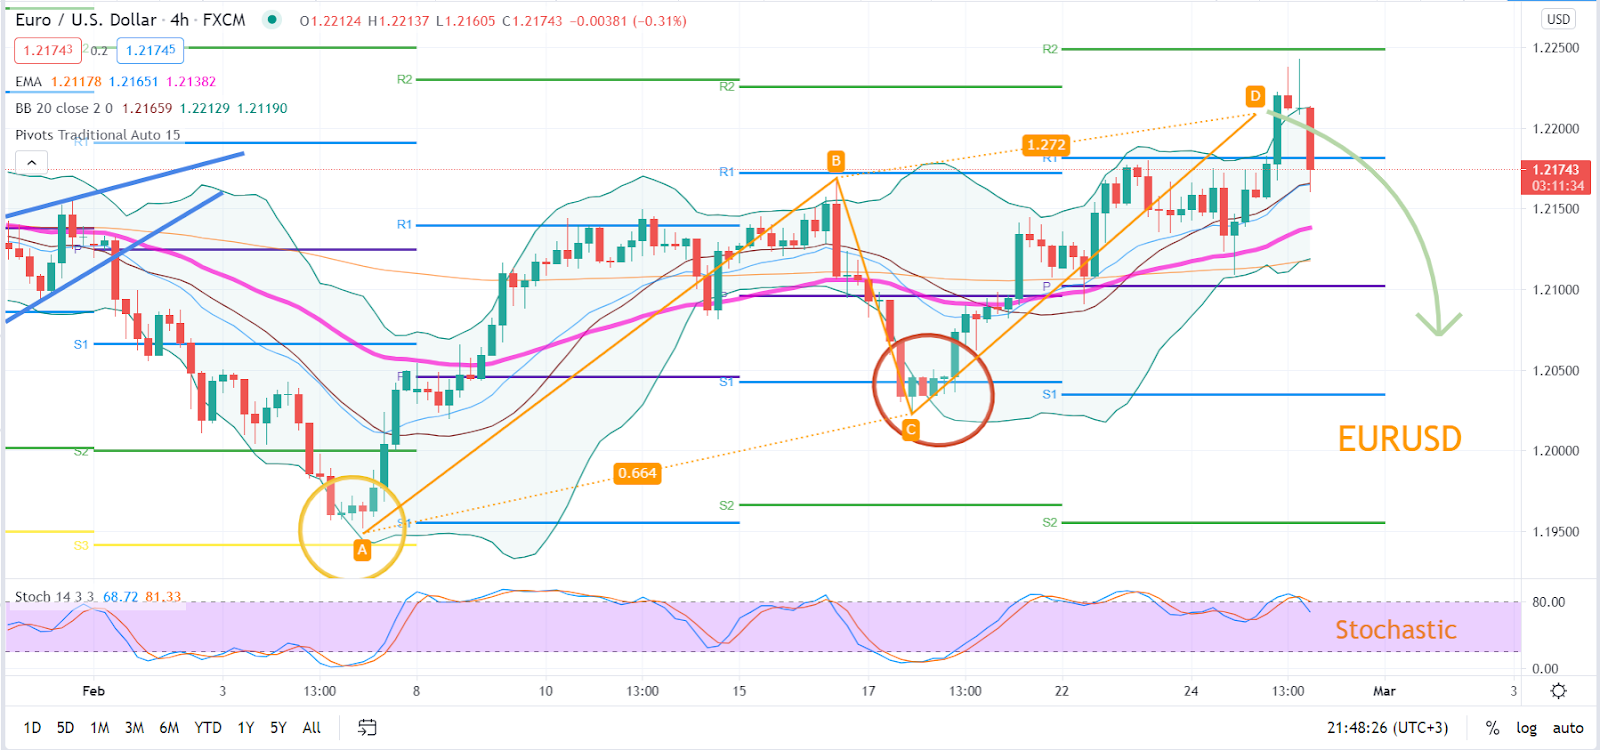 Euro / U.S. Dollar · 4h · FXCM O1.22124 H1.22137 L1.21605 C1.21743 −0.00381 (−0.31%)
USD
1.21743 0.2 1.21745
EMA 1.21178 1.21651 1.21382
BB 20 close 2 0 1.21659 1.22129 1.21190
Pivots Traditional Auto 15
R1
P
S1
S2
S3
R2
R1
P
S1
R2
R1
P
S1
S2
R2
R1
P
S1
S2
A
B
C
D
0.664
1.272
EURUSD
1.22500
1.22000
1.21743
03:11:34
1.21500
1.21000
1.20500
1.20000
1.19500
Stoch 14 3 3 68.72 81.33
Stochastic
80.00
0.00
Feb 3 13:00 8 10 13:00 15 17 13:00 22 24 13:00 Mar 3
1D 5D 1M 3M 6M YTD 1Y 5Y All 21:48:26 (UTC+3) % log auto